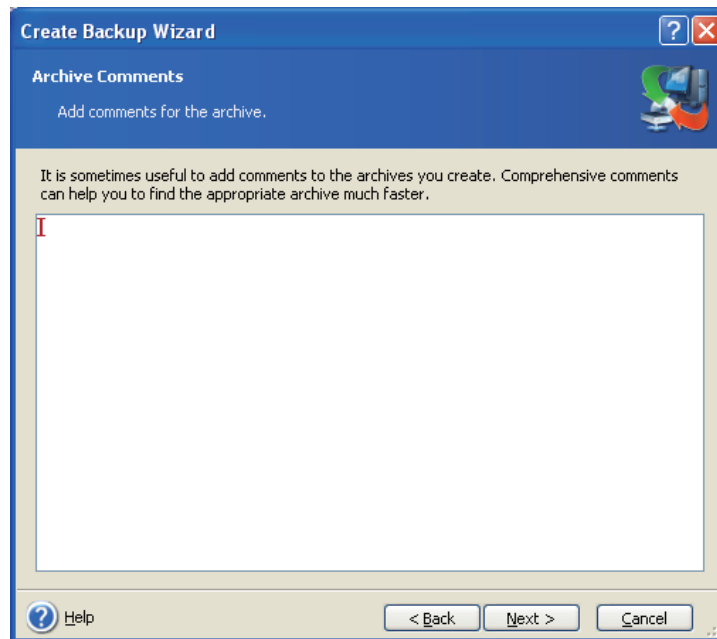 Create Backup Wizard
Archive Comments
Add comments for the archive.
It is sometimes useful to add comments to the archives you create. Comprehensive comments
can help you to find the appropriate archive much faster.
Help
< Back
Next >
Cancel